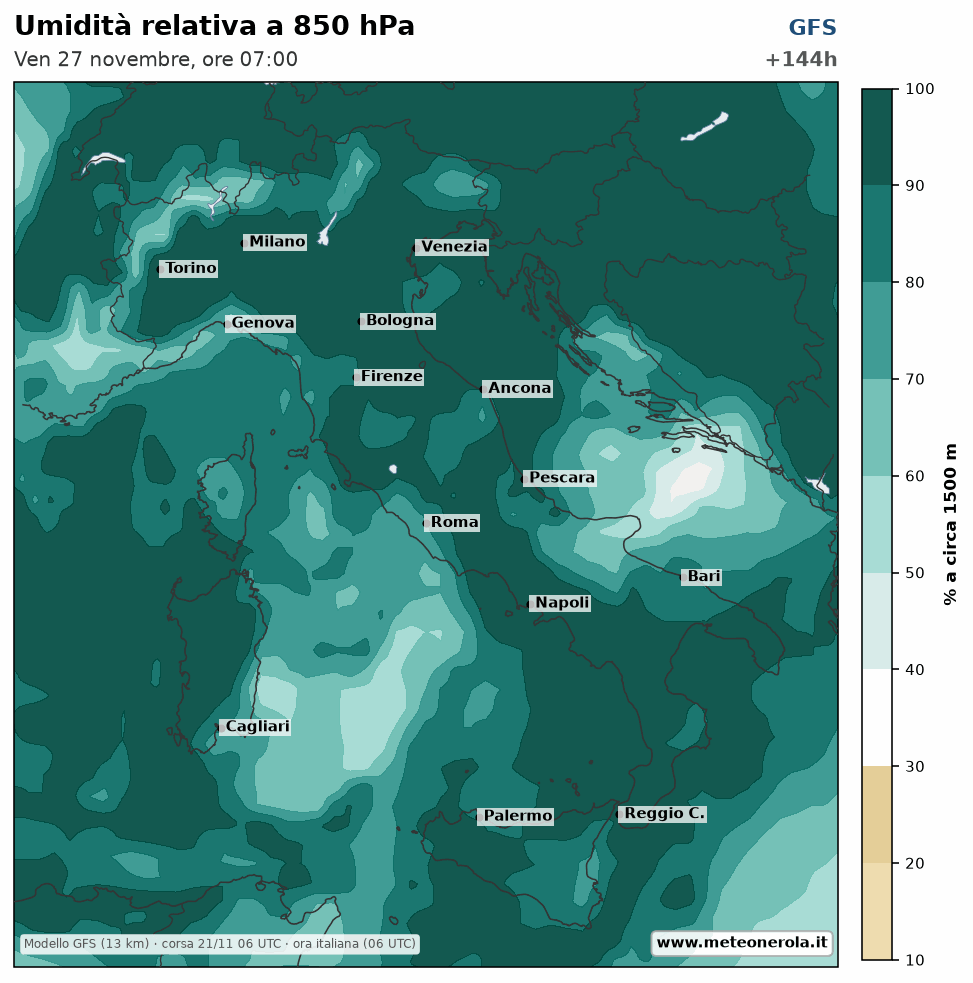 Umidità relativa a 850 hPa
GFS
Ven 27 novembre, ore 07:00
+144h
100
90
80
70
60
50
40
30
20
10
% a circa 1500 m
Milano
Venezia
Torino
Genova
Bologna
Firenze
Ancona
Pescara
Roma
Bari
Napoli
Cagliari
Palermo
Reggio C.
Modello GFS (13 km) · corsa 21/11 06 UTC · ora italiana (06 UTC)
www.meteonerola.it